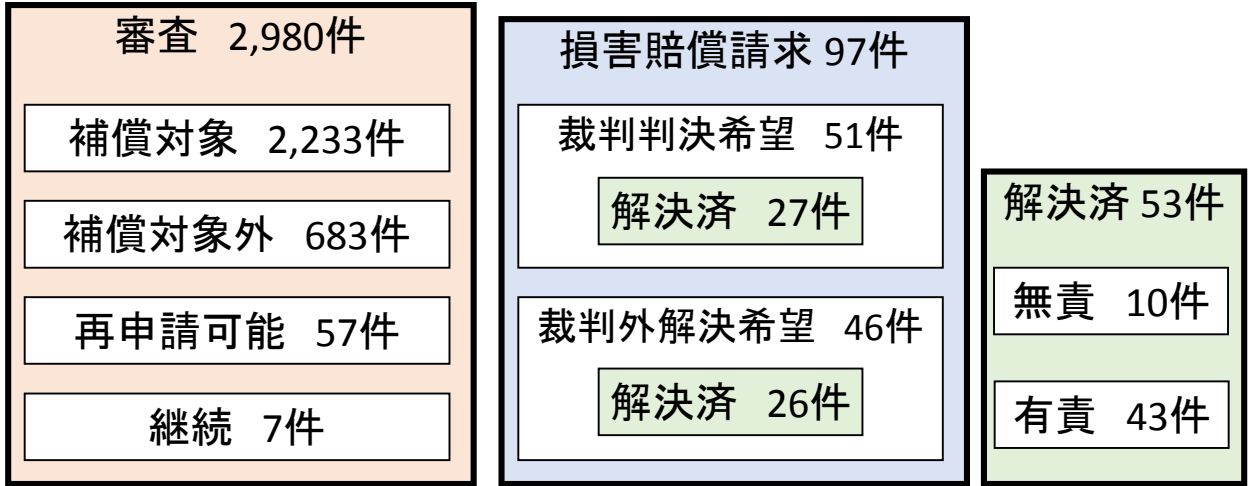 審査 2,980件
補償対象 2,233件
補償対象外 683件
再申請可能 57件
継続 7件
損害賠償請求 97件
裁判判決希望 51件
解決済 27件
裁判外解決希望 46件
解決済 26件
解決済 53件
無責 10件
有責 43件